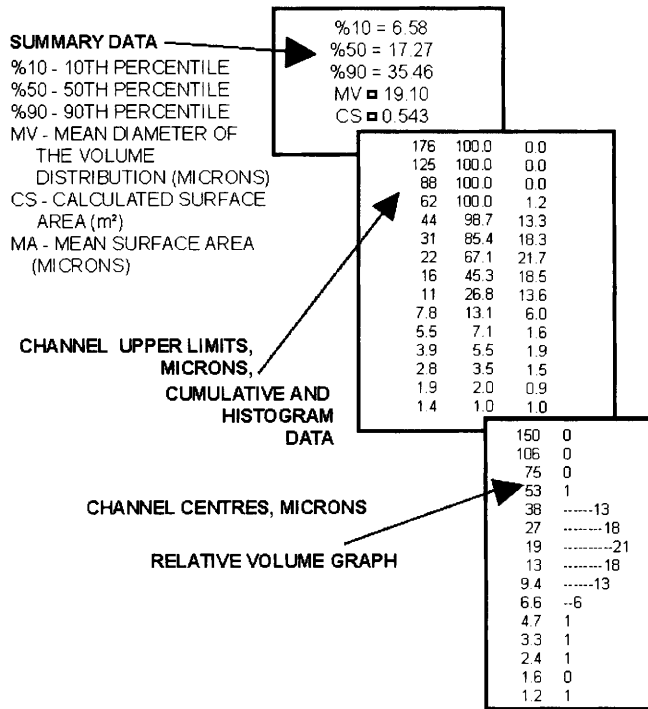 %10 = 6.58
%50 = 17.27
%90 = 35.46
MV = 19.10
CS = 0.543
SUMMARY DATA
%10 - 10TH PERCENTILE
%50 - 50TH PERCENTILE
%90 - 90TH PERCENTILE
MV - MEAN DIAMETER OF
THE VOLUME
DISTRIBUTION (MICRONS)
CS - CALCULATED SURFACE
AREA (m²)
MA - MEAN SURFACE AREA
(MICRONS)
176 100.0 0.0
125 100.0 0.0
88 100.0 0.0
62 100.0 1.2
44 98.7 13.3
31 85.4 18.3
22 67.1 21.7
16 45.3 18.5
11 26.8 13.6
7.8 13.1 6.0
5.5 7.1 1.6
3.9 5.5 1.9
2.8 3.5 1.5
1.9 2.0 0.9
1.4 1.0 1.0
CHANNEL UPPER LIMITS,
MICRONS,
CUMULATIVE AND
HISTOGRAM
DATA
150 0
106 0
75 0
53 1
38 ------13
27 --------18
19 ----------21
13 --------18
9.4 ------13
6.6 --6
4.7 1
3.3 1
2.4 1
1.6 0
1.2 1
CHANNEL CENTRES, MICRONS
RELATIVE VOLUME GRAPH